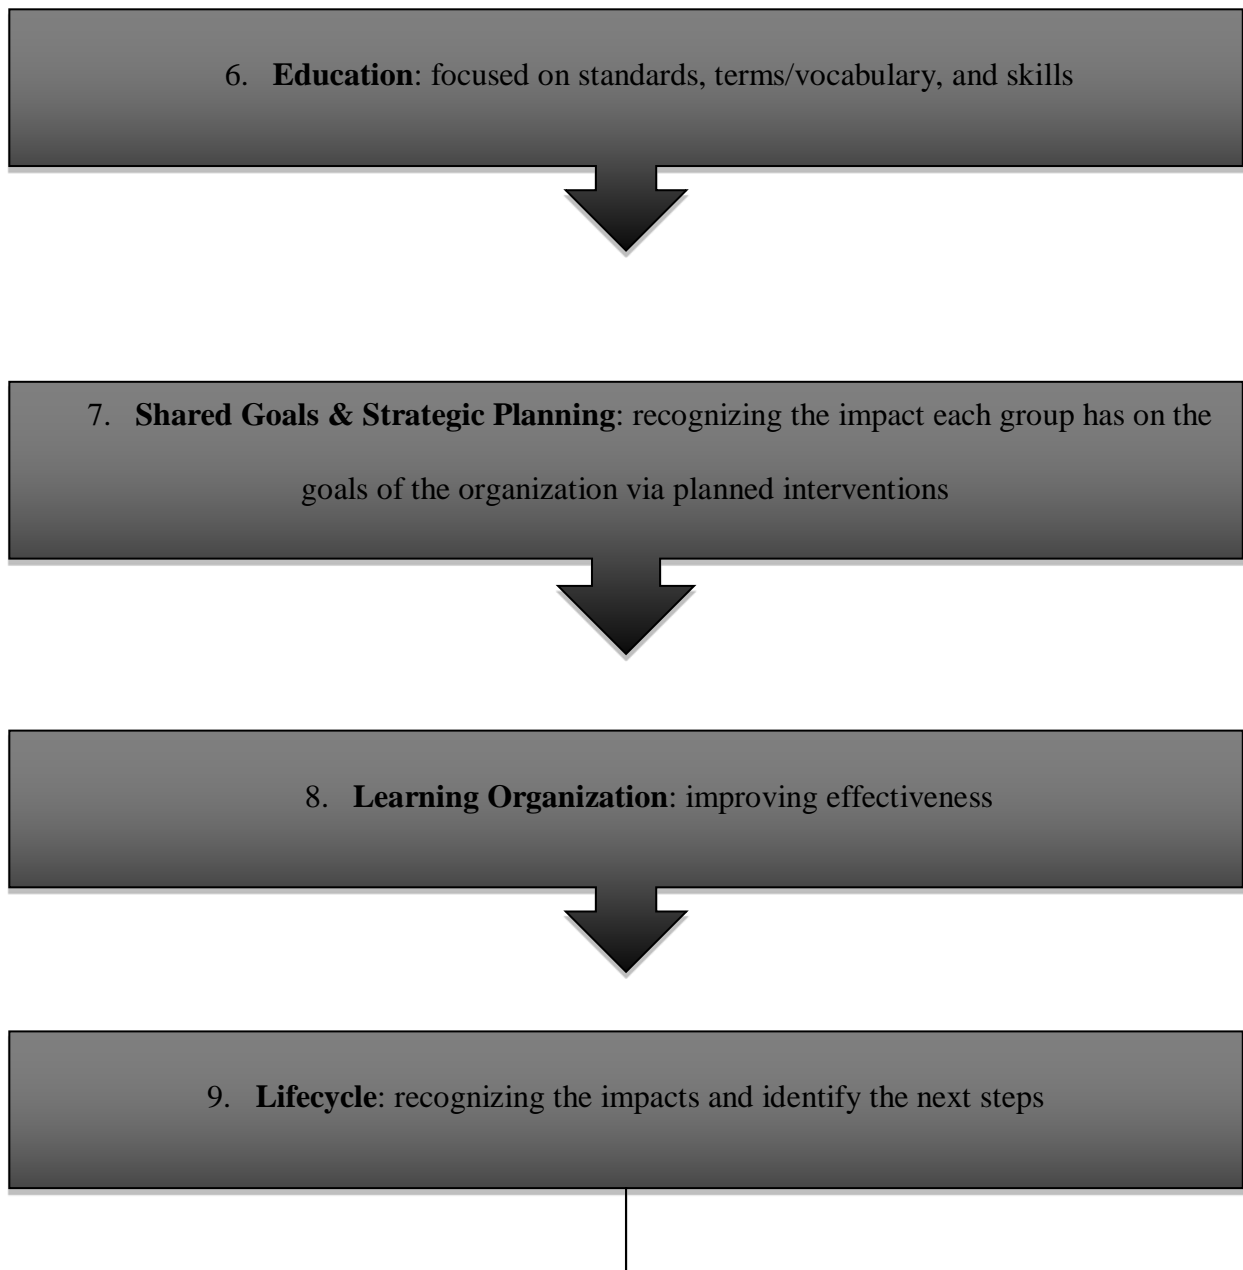 6. Education: focused on standards, terms/vocabulary, and skills
7. Shared Goals & Strategic Planning: recognizing the impact each group has on the
goals of the organization via planned interventions
8. Learning Organization: improving effectiveness
9. Lifecycle: recognizing the impacts and identify the next steps